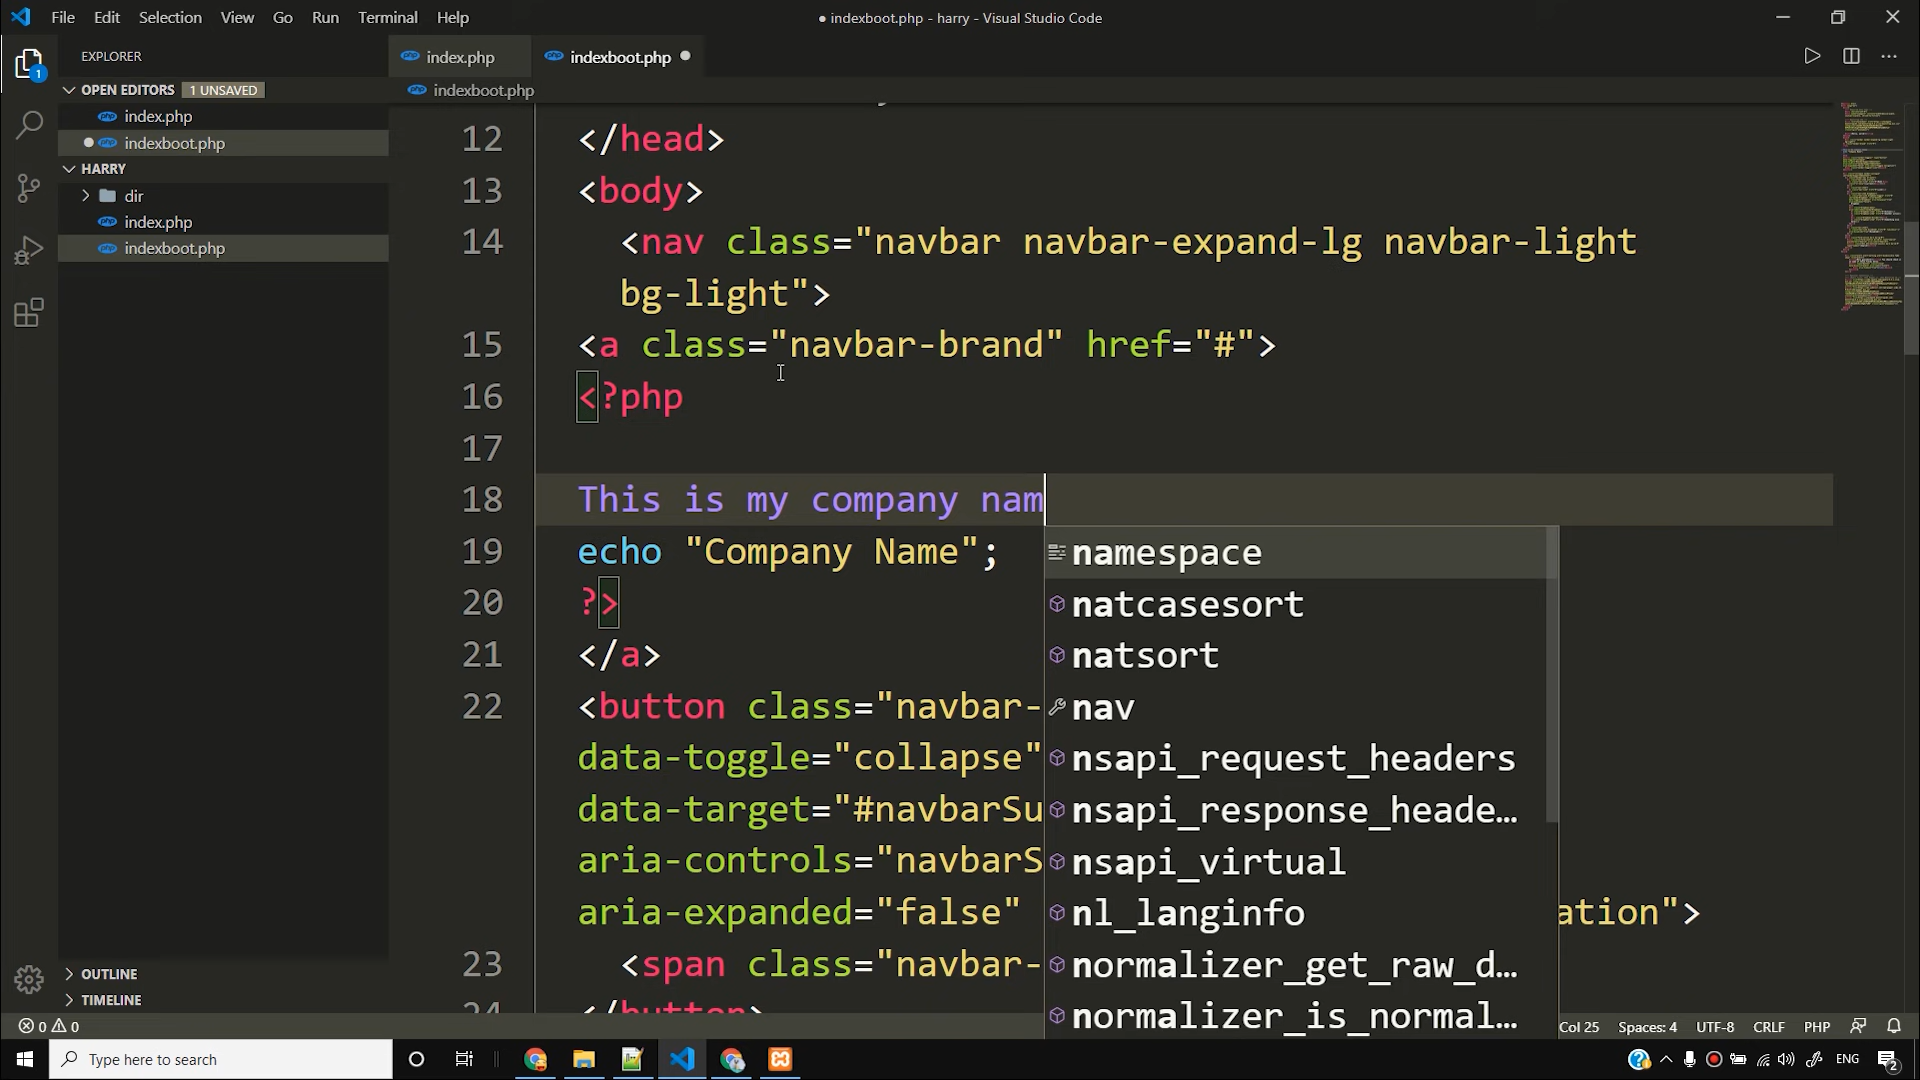 File Edit Selection View Go Run Terminal Help
● indexboot.php - harry - Visual Studio Code
EXPLORER
index.php
indexboot.php ●
OPEN EDITORS 1 UNSAVED
indexboot.php
index.php
● indexboot.php
HARRY
dir
index.php
indexboot.php
1
12 </head>
13 <body>
14 <nav class="navbar navbar-expand-lg navbar-light
bg-light">
15 <a class="navbar-brand" href="#">
16 <?php
17
18 This is my company nam
19 echo "Company Name";
20 ?>
21 </a>
22 <button class="navbar-
data-toggle="collapse"
data-target="#navbarSu
aria-controls="navbarS
aria-expanded="false"
ation">
23 <span class="navbar-
24 </button>
namespace
natcasesort
natsort
nav
nsapi_request_headers
nsapi_response_heade…
nsapi_virtual
nl_langinfo
normalizer_get_raw_d…
normalizer_is_normal…
OUTLINE
TIMELINE
0 0
Col 25 Spaces: 4 UTF-8 CRLF PHP
Type here to search
ENG
2